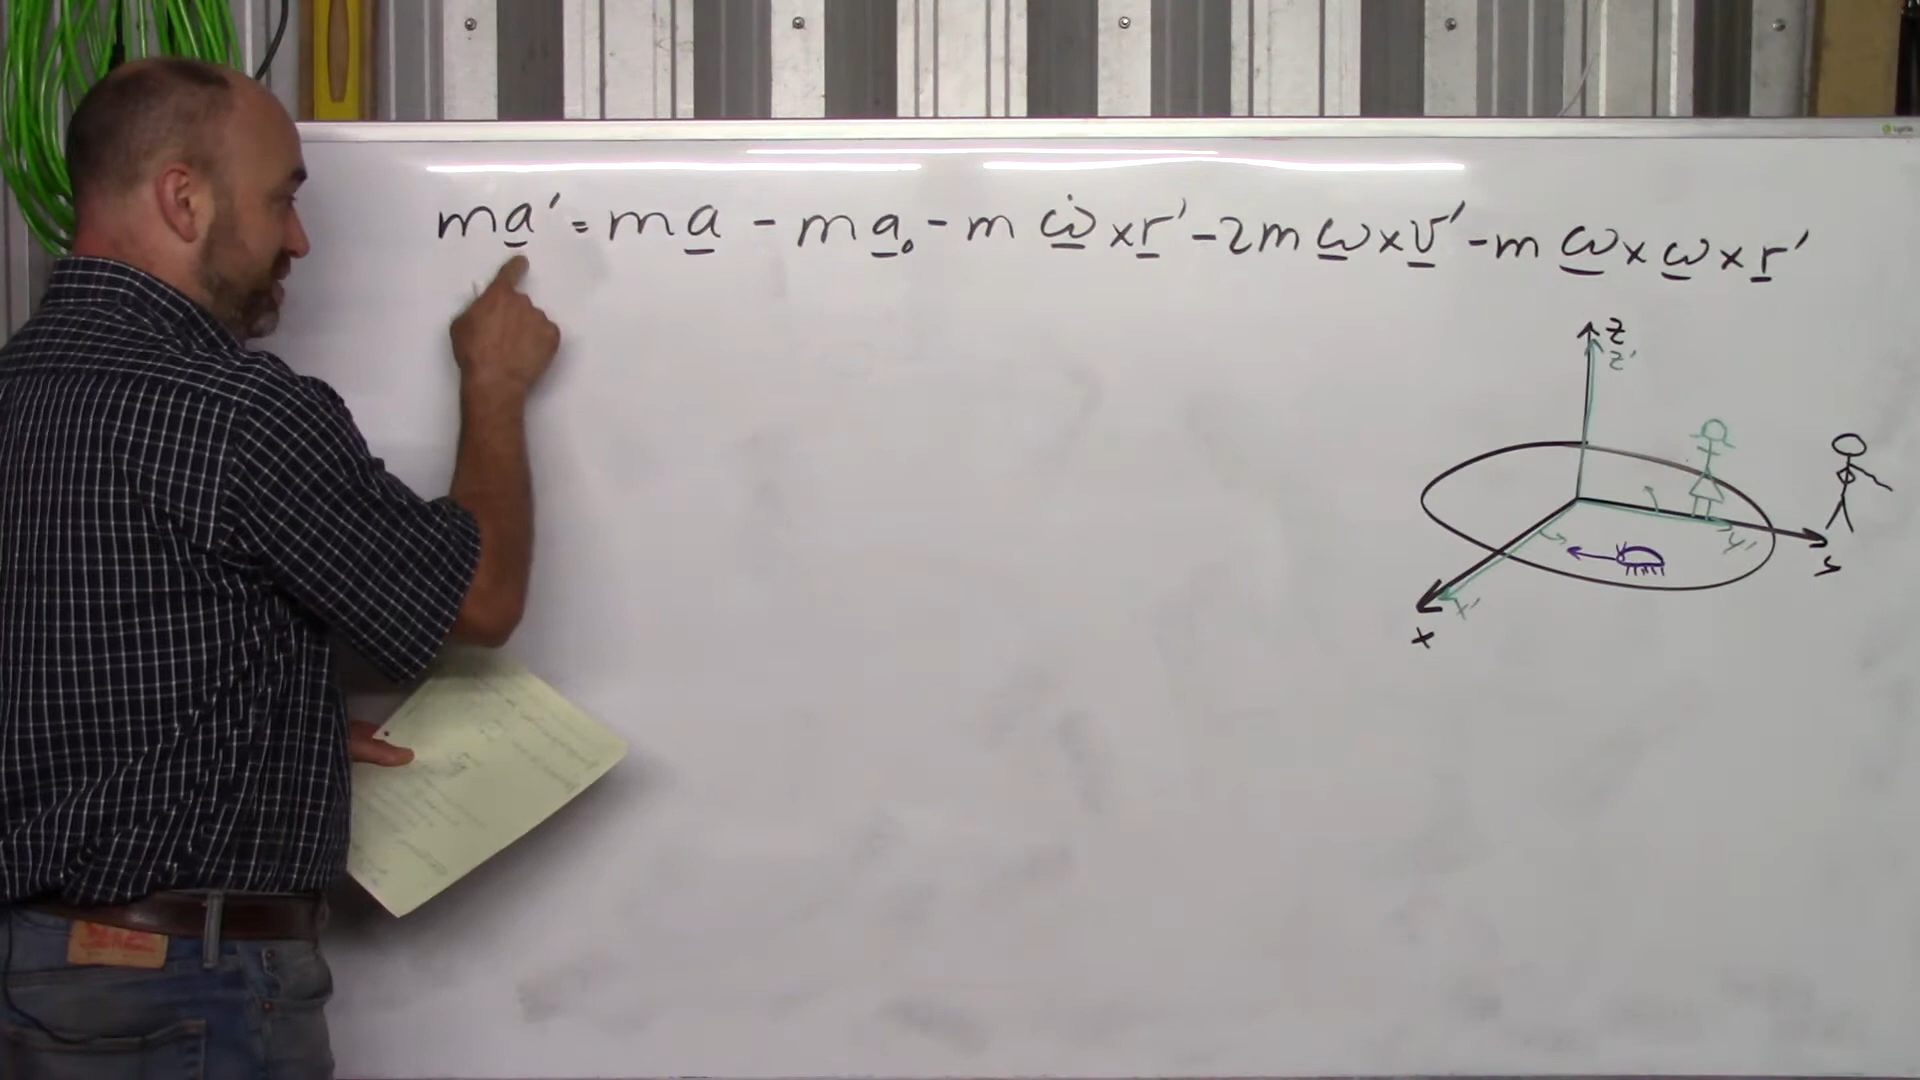 ma' = ma - ma₀ - m ω̇ × r' - 2m ω × v' - m ω × ω × r'
z
z'
y'
y
x'
x